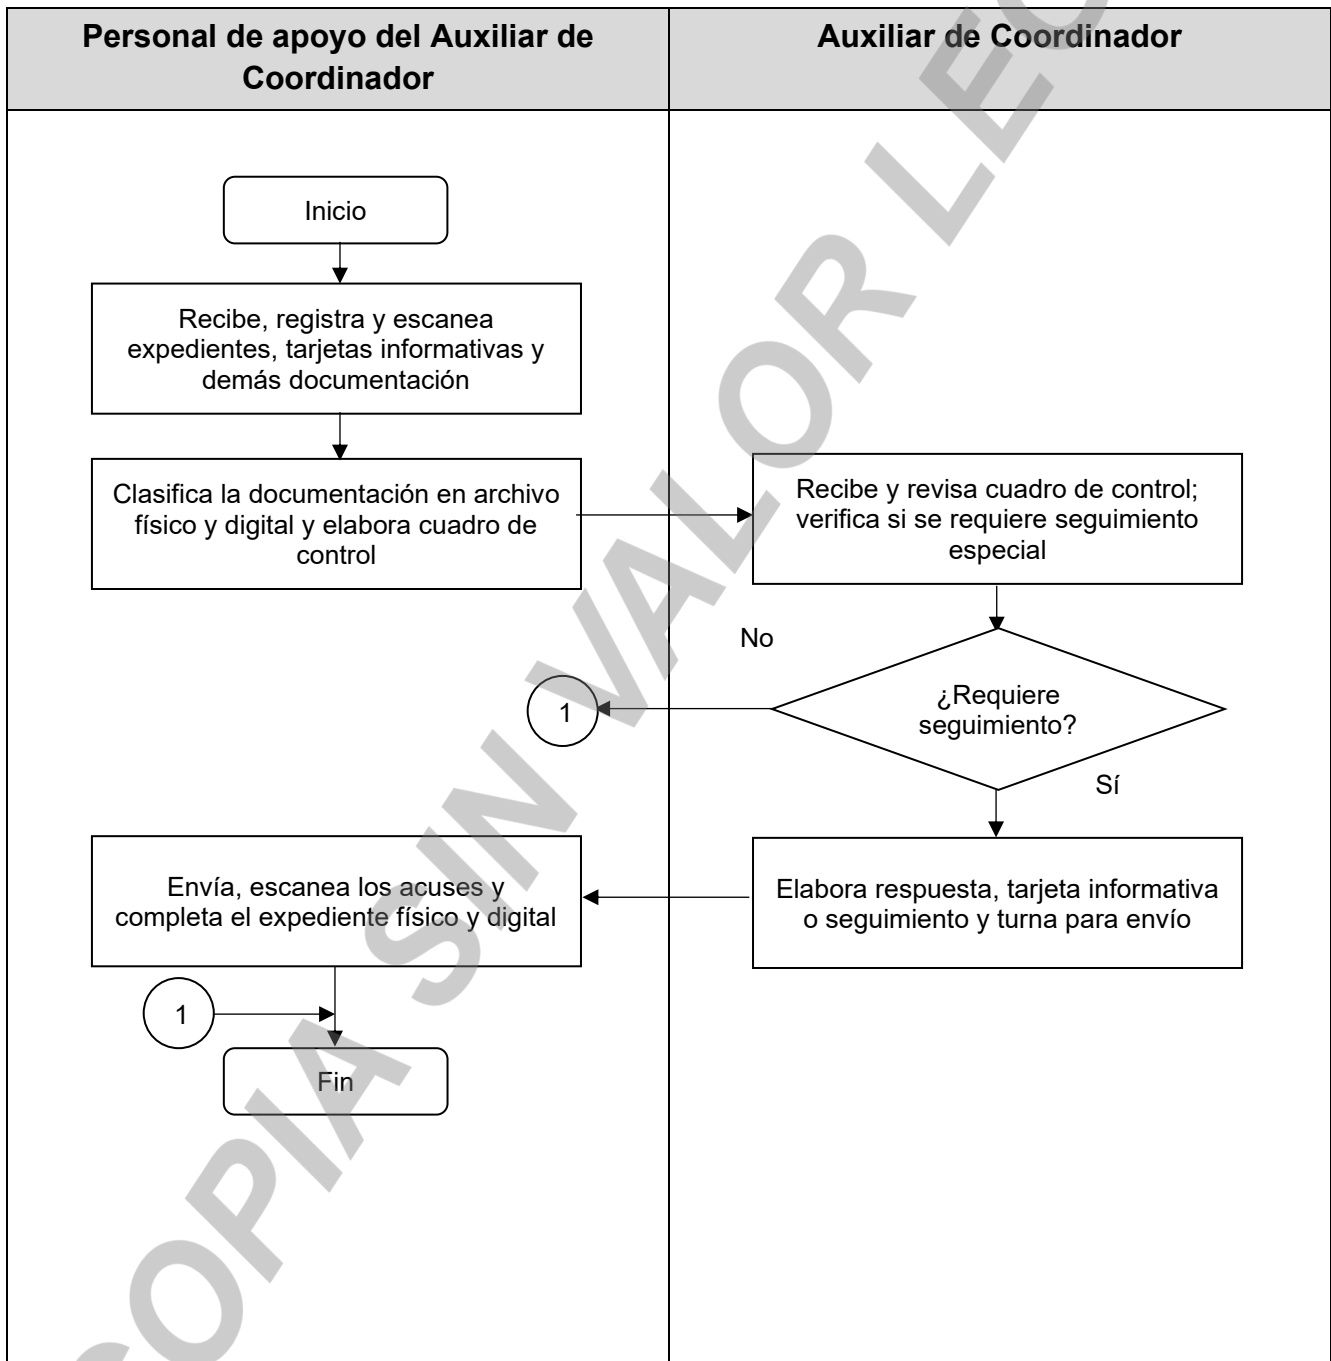 Personal de apoyo del Auxiliar de
Coordinador
Auxiliar de Coordinador
Inicio
Recibe, registra y escanea
expedientes, tarjetas informativas y
demás documentación
Clasifica la documentación en archivo
físico y digital y elabora cuadro de
control
Recibe y revisa cuadro de control;
verifica si se requiere seguimiento
especial
No
¿Requiere
seguimiento?
1
Sí
Elabora respuesta, tarjeta informativa
o seguimiento y turna para envío
Envía, escanea los acuses y
completa el expediente físico y digital
1
Fin
COPIA SIN VALOR LEG